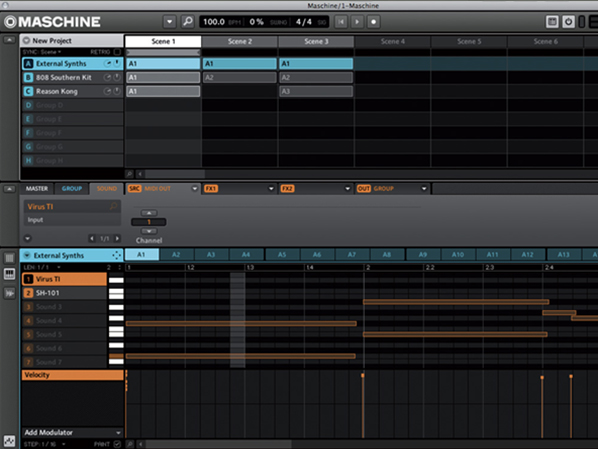 Maschine/1-Maschine
MASCHINE 100.0 BPM 0 % SWING 4/4 SIG
New Project Scene 1 Scene 2 Scene 3 Scene 4 Scene 5 Scene 6
SYNC: Scene RETRIG
A External Synths A1 A1 A1
B 808 Southern Kit A1 A2 A2
C Reason Kong A1 A3
D Group D
E Group E
F Group F
G Group G
H Group H
MASTER GROUP SOUND SRC MIDI OUT FX1 FX2 OUT GROUP
Virus TI
Input 1
1/1 Channel
External Synths A1 A2 A3 A4 A5 A6 A7 A8 A9 A10 A11 A12 A13
LEN: 1/1 1 12 13 14 2 2.2 2.3 2.4
1 Virus TI
2 SH-101
3 Sound 3
4 Sound 4
5 Sound 5
6 Sound 6
7 Sound 7
Velocity
Add Modulator
STEP: 1/16 PAINT